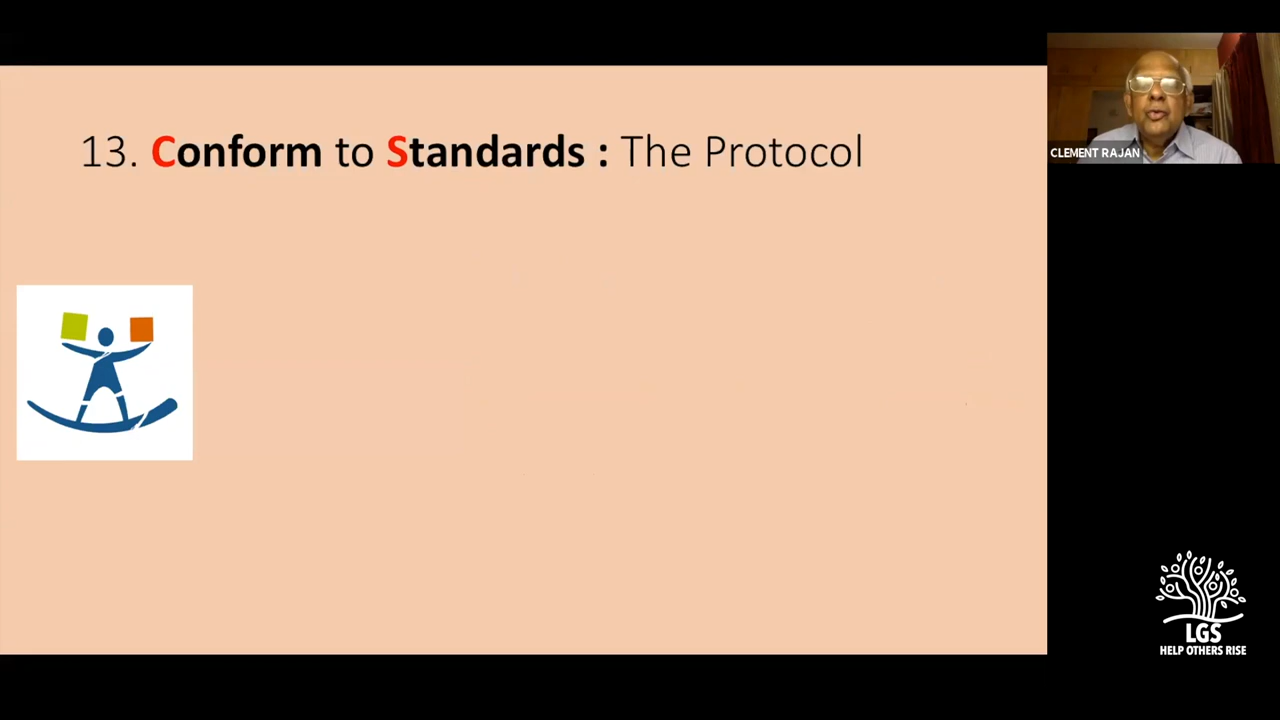 13. Conform to Standards : The Protocol
CLEMENT RAJAN
LGS
HELP OTHERS RISE